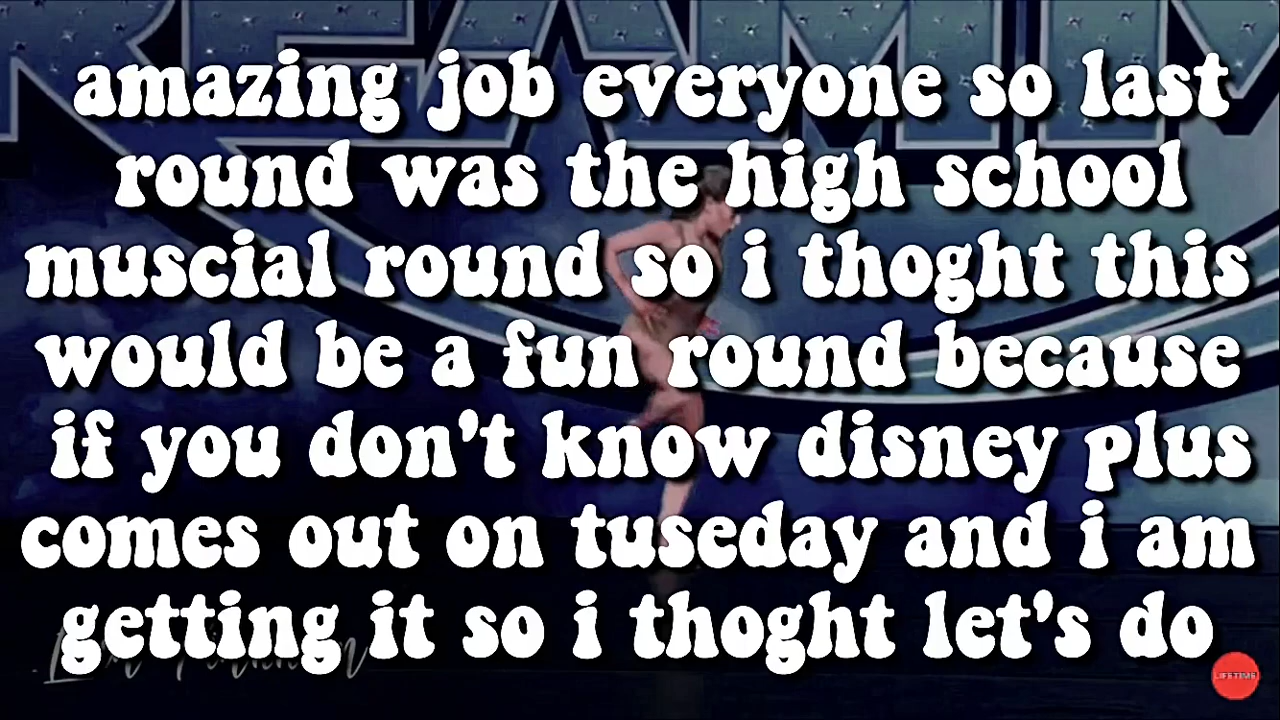 amazing job everyone so last
round was the high school
muscial round so i thoght this
would be a fun round because
if you don't know disney plus
comes out on tuseday and i am
getting it so i thoght let's do
LIFETIME